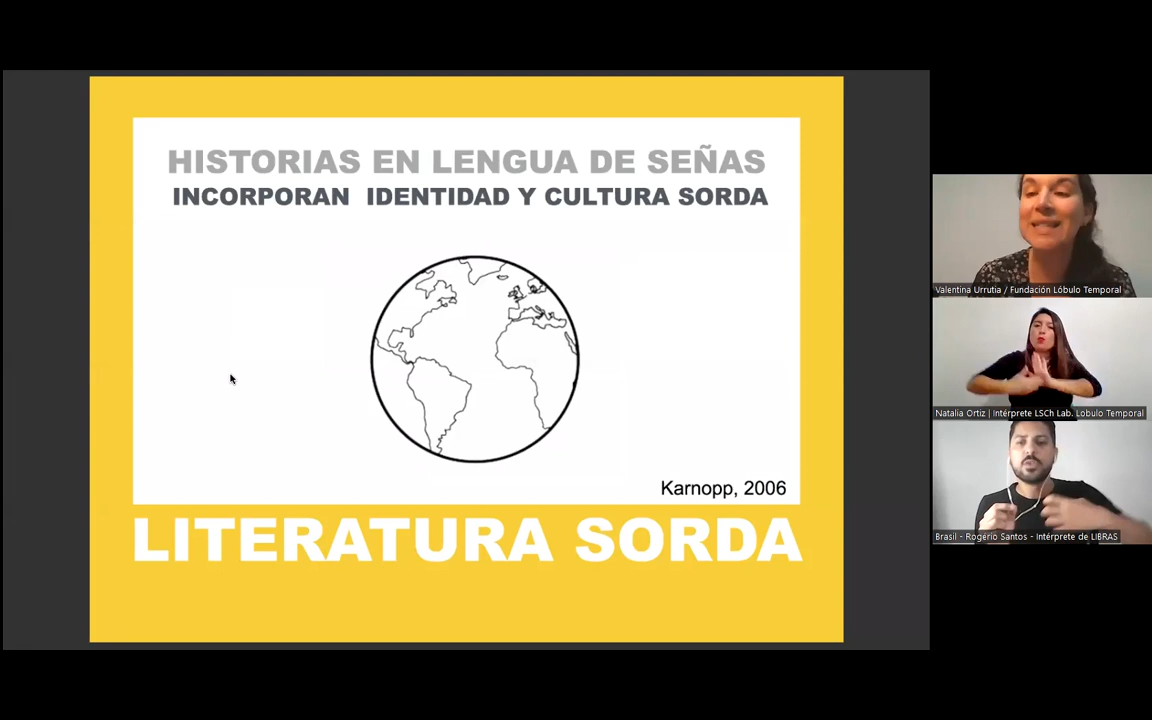 HISTORIAS EN LENGUA DE SEÑAS
INCORPORAN IDENTIDAD Y CULTURA SORDA
Karnopp, 2006
LITERATURA SORDA
Valentina Urrutia / Fundación Lóbulo Temporal
Natalia Ortiz | Intérprete LSCh Lab. Lobulo Temporal
Brasil - Rogério Santos - Intérprete de LIBRAS